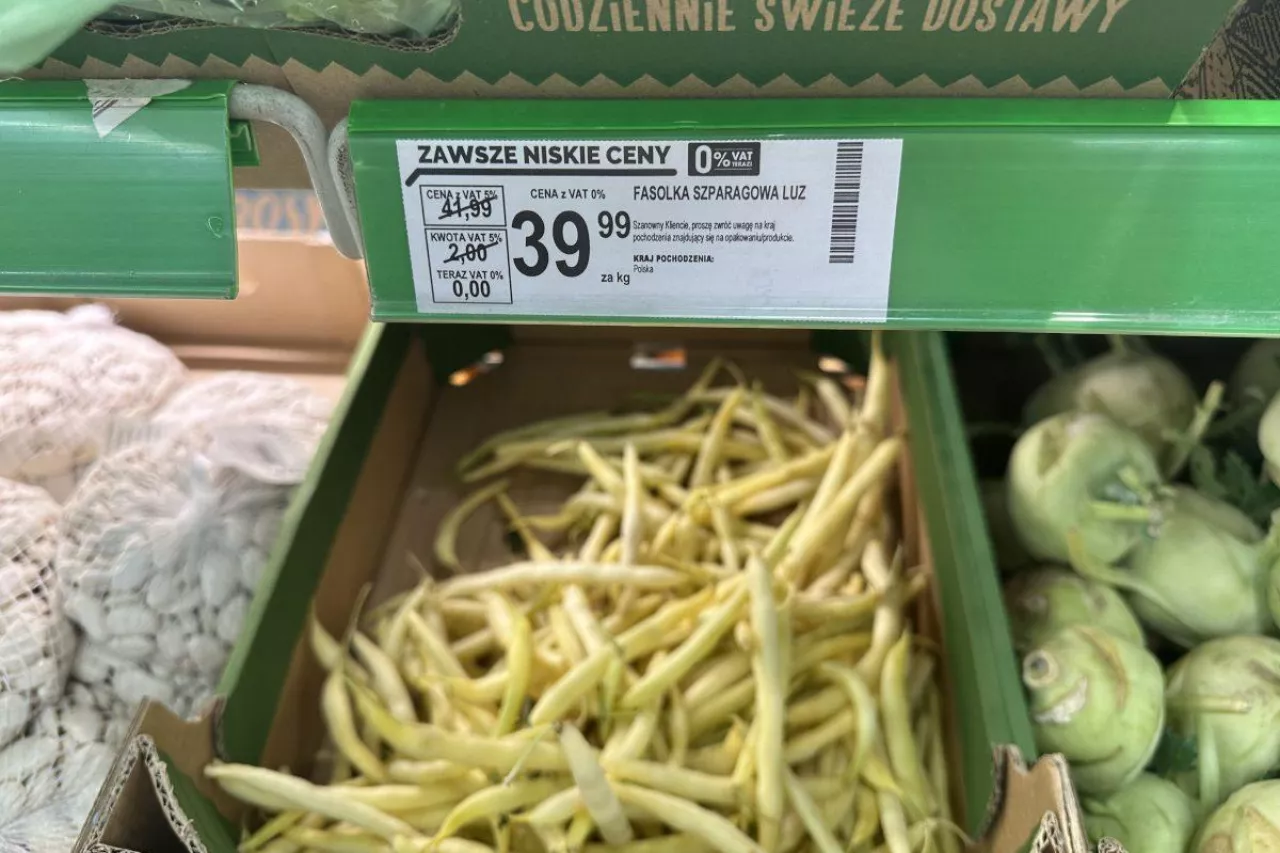 CODZIENNIE ŚWIEŻE DOSTAWY
ZAWSZE NISKIE CENY
0% VAT
TERAZ!
CENA z VAT 5%
41,99
KWOTA VAT 5%
2,00
TERAZ VAT 0%
0,00
CENA z VAT 0%
39 99
za kg
FASOLKA SZPARAGOWA LUZ
Szanowny Kliencie, proszę zwróć uwagę na kraj
pochodzenia znajdujący się na opakowaniu/produkcie.
KRAJ POCHODZENIA:
Polska